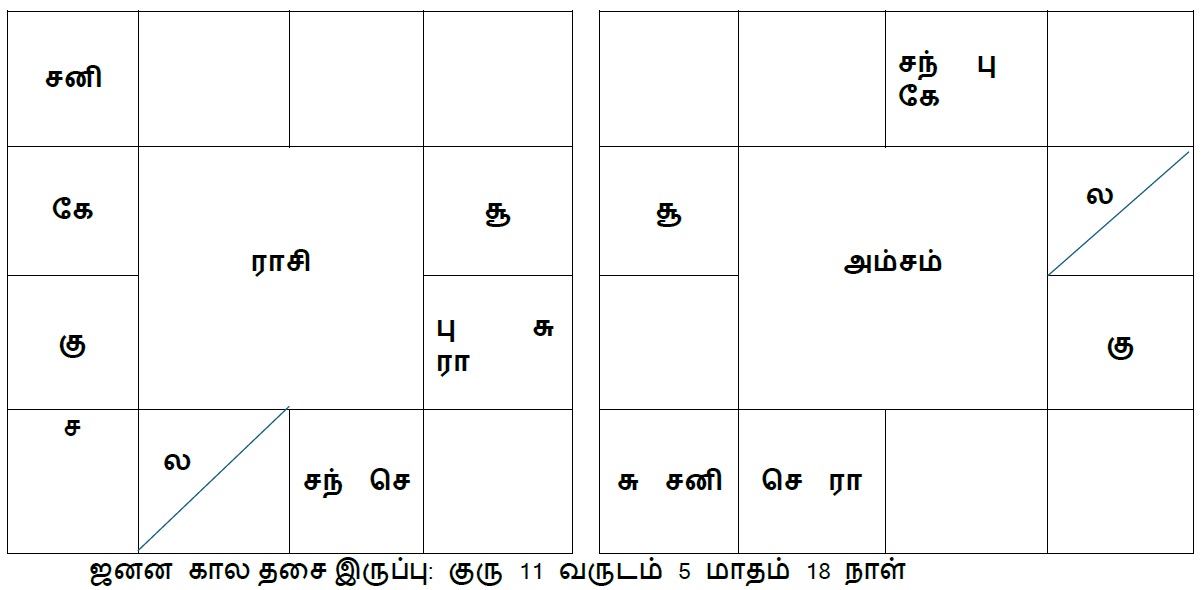 சனி
கே
ராசி
சூ
கு
பு சு
ரா
ச
ல
சந் செ
சந் பு
கே
சூ
அம்சம்
ல
கு
சு சனி
செ ரா
ஜனன கால தசை இருப்பு: குரு 11 வருடம் 5 மாதம் 18 நாள்